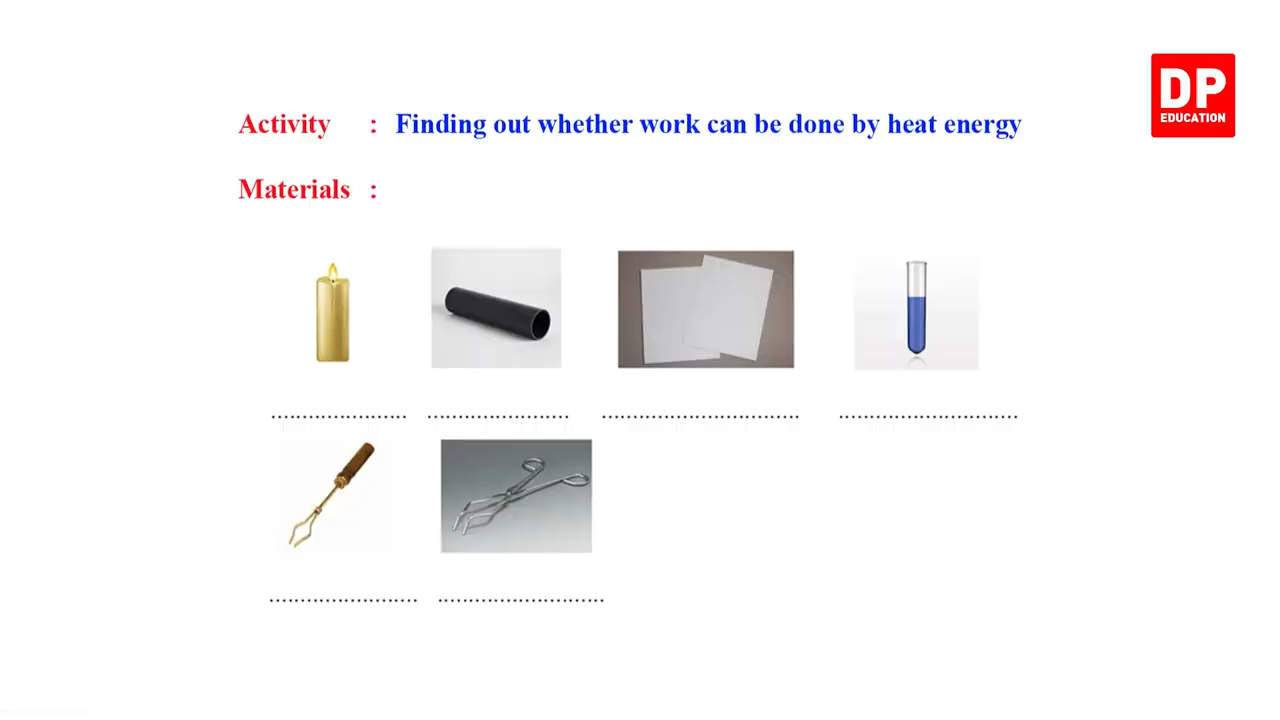 DP
EDUCATION
Activity : Finding out whether work can be done by heat energy
Materials :
........................ ........................ ................................ ................................
........................ ............................